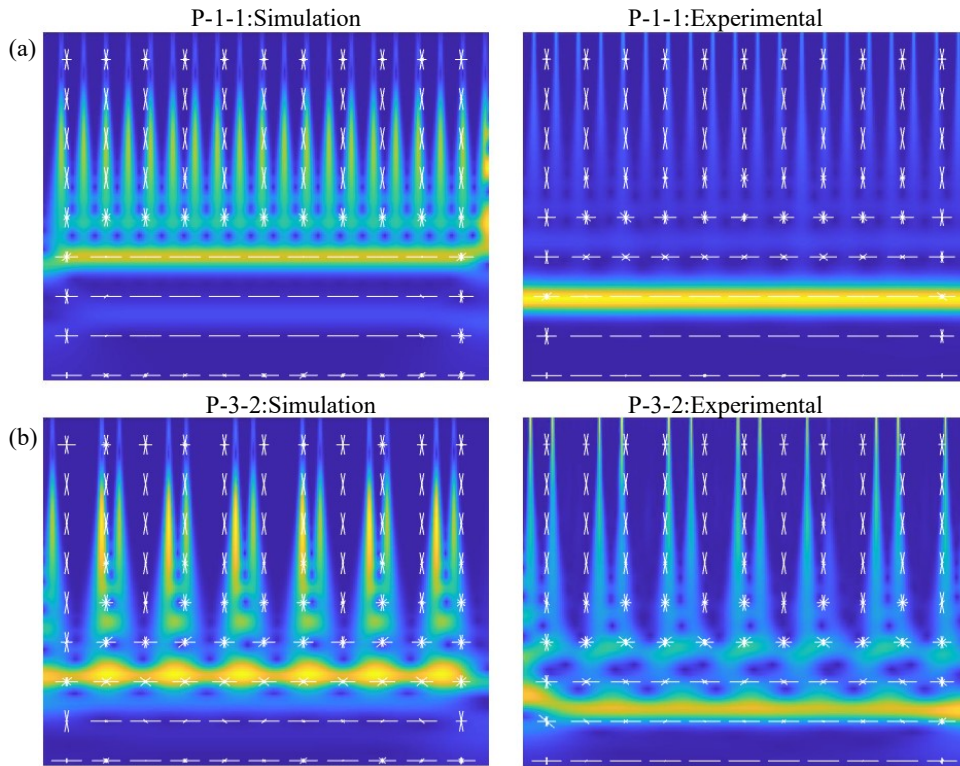 P-1-1:Simulation
P-1-1:Experimental
(a)
P-3-2:Simulation
P-3-2:Experimental
(b)